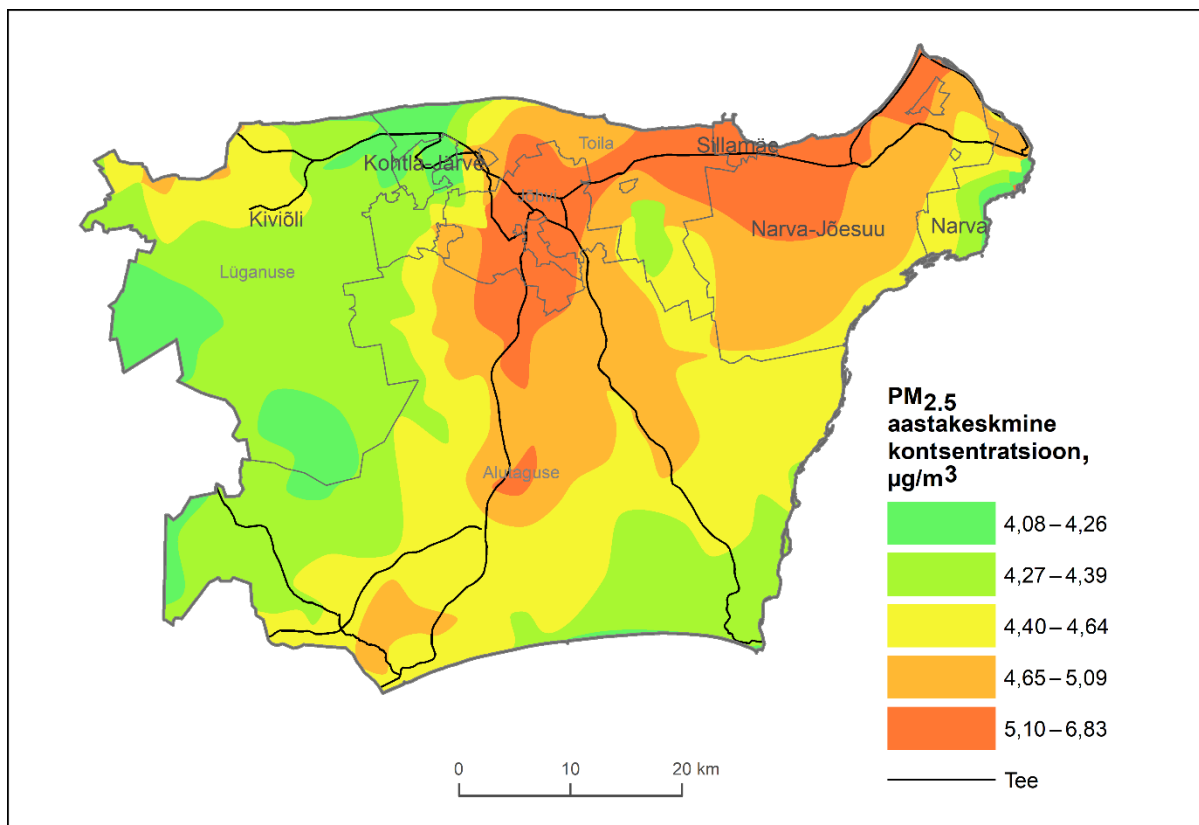 Toila
Sillamäe
Kohtla-Järve
Jõhvi
Kiviõli
Narva-Jõesuu
Narva
Lüganuse
Alutaguse
PM2.5
aastakeskmine
kontsentratsioon,
µg/m³
4,08 – 4,26
4,27 – 4,39
4,40 – 4,64
4,65 – 5,09
5,10 – 6,83
Tee
0 10 20 km